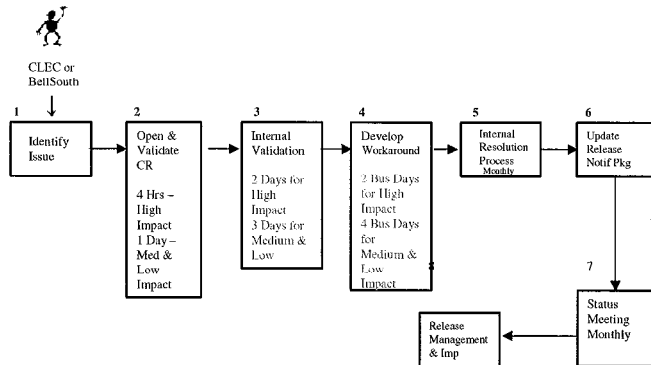 CLEC or
BellSouth
1
Identify
Issue
2
Open &
Validate
CR
4 Hrs –
High
Impact
1 Day –
Med &
Low
Impact
3
Internal
Validation
2 Days for
High
Impact
3 Days for
Medium &
Low
4
Develop
Workaround
2 Bus Days
for High
Impact
4 Bus Days
for
Medium &
Low
Impact
5
Internal
Resolution
Process
Monthly
6
Update
Release
Notif Pkg
7
Status
Meeting
Monthly
Release
Management
& Imp